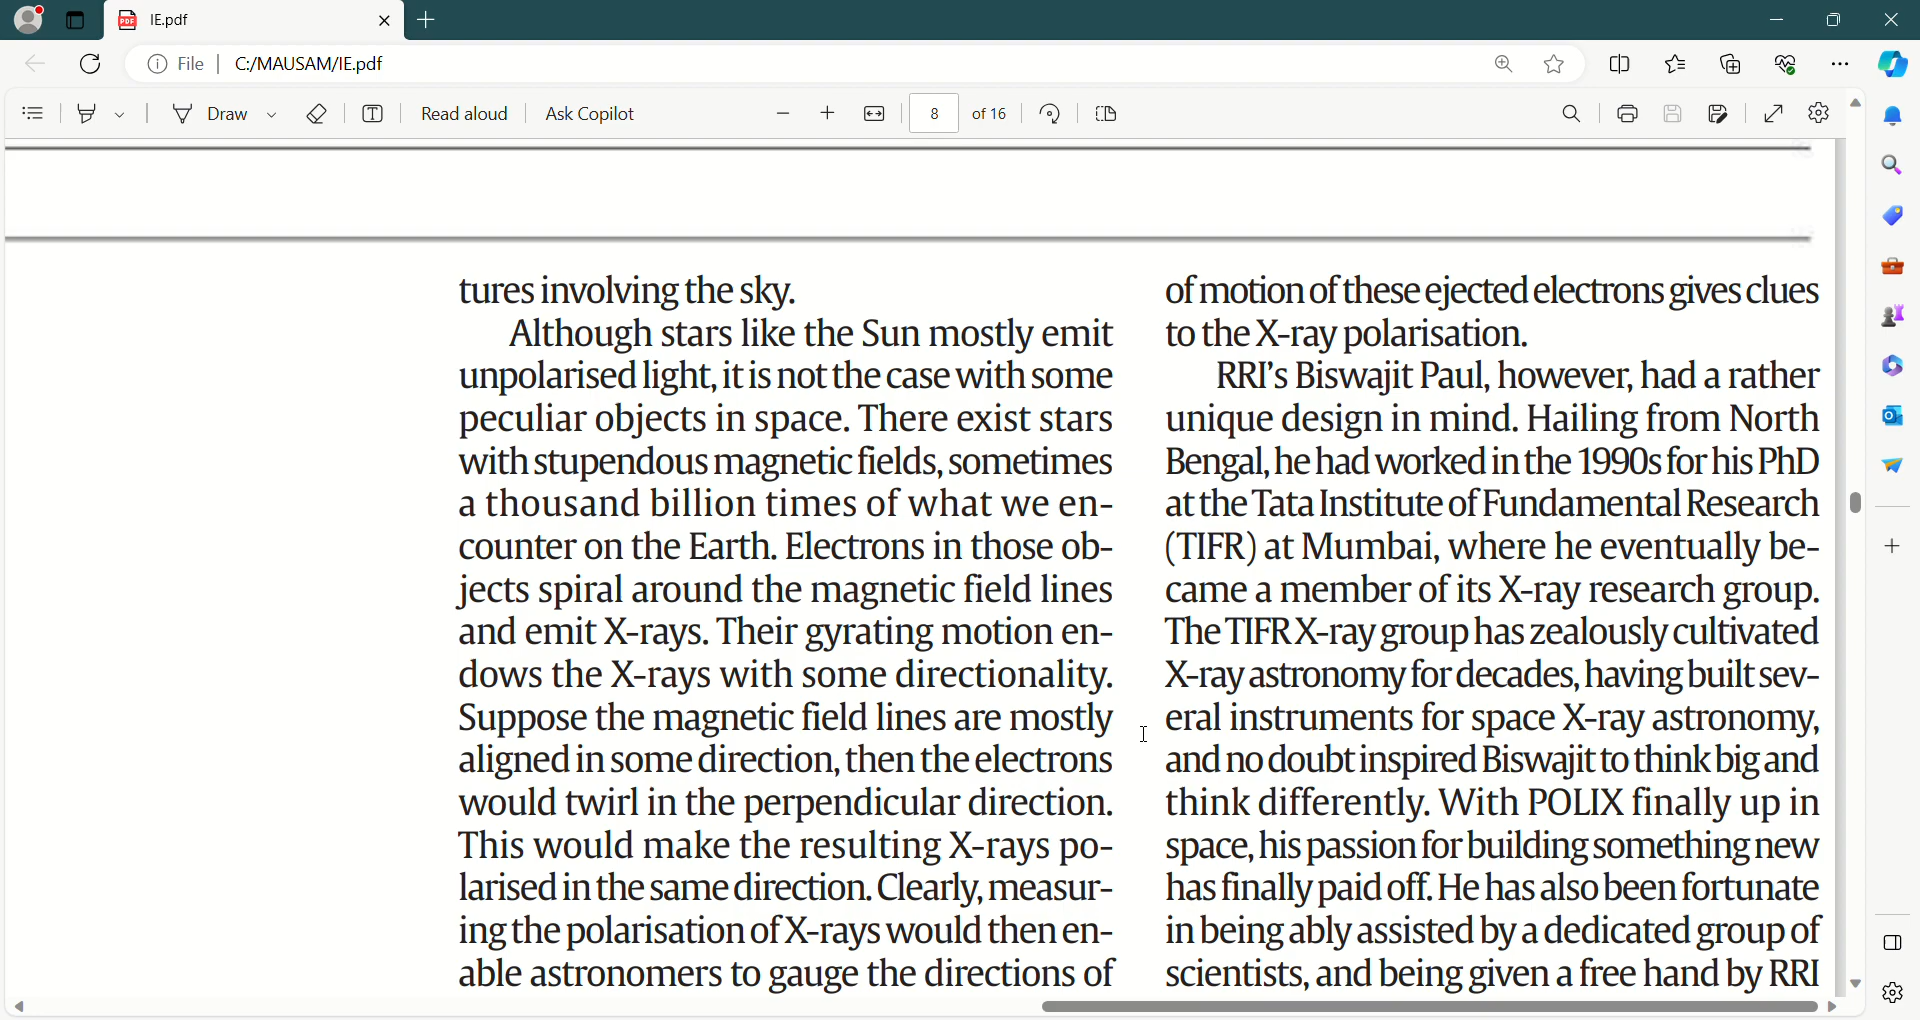 IE.pdf
File
C:/MAUSAM/IE.pdf
Draw
Read aloud
Ask Copilot
8
of 16
tures involving the sky.
Although stars like the Sun mostly emit
unpolarised light, it is not the case with some
peculiar objects in space. There exist stars
with stupendous magnetic fields, sometimes
a thousand billion times of what we en-
counter on the Earth. Electrons in those ob-
jects spiral around the magnetic field lines
and emit X-rays. Their gyrating motion en-
dows the X-rays with some directionality.
Suppose the magnetic field lines are mostly
aligned in some direction, then the electrons
would twirl in the perpendicular direction.
This would make the resulting X-rays po-
larised in the same direction. Clearly, measur-
ing the polarisation of X-rays would then en-
able astronomers to gauge the directions of
of motion of these ejected electrons gives clues
to the X-ray polarisation.
RRI's Biswajit Paul, however, had a rather
unique design in mind. Hailing from North
Bengal, he had worked in the 1990s for his PhD
at the Tata Institute of Fundamental Research
(TIFR) at Mumbai, where he eventually be-
came a member of its X-ray research group.
The TIFR X-ray group has zealously cultivated
X-ray astronomy for decades, having built sev-
eral instruments for space X-ray astronomy,
and no doubt inspired Biswajit to think big and
think differently. With POLIX finally up in
space, his passion for building something new
has finally paid off. He has also been fortunate
in being ably assisted by a dedicated group of
scientists, and being given a free hand by RRI